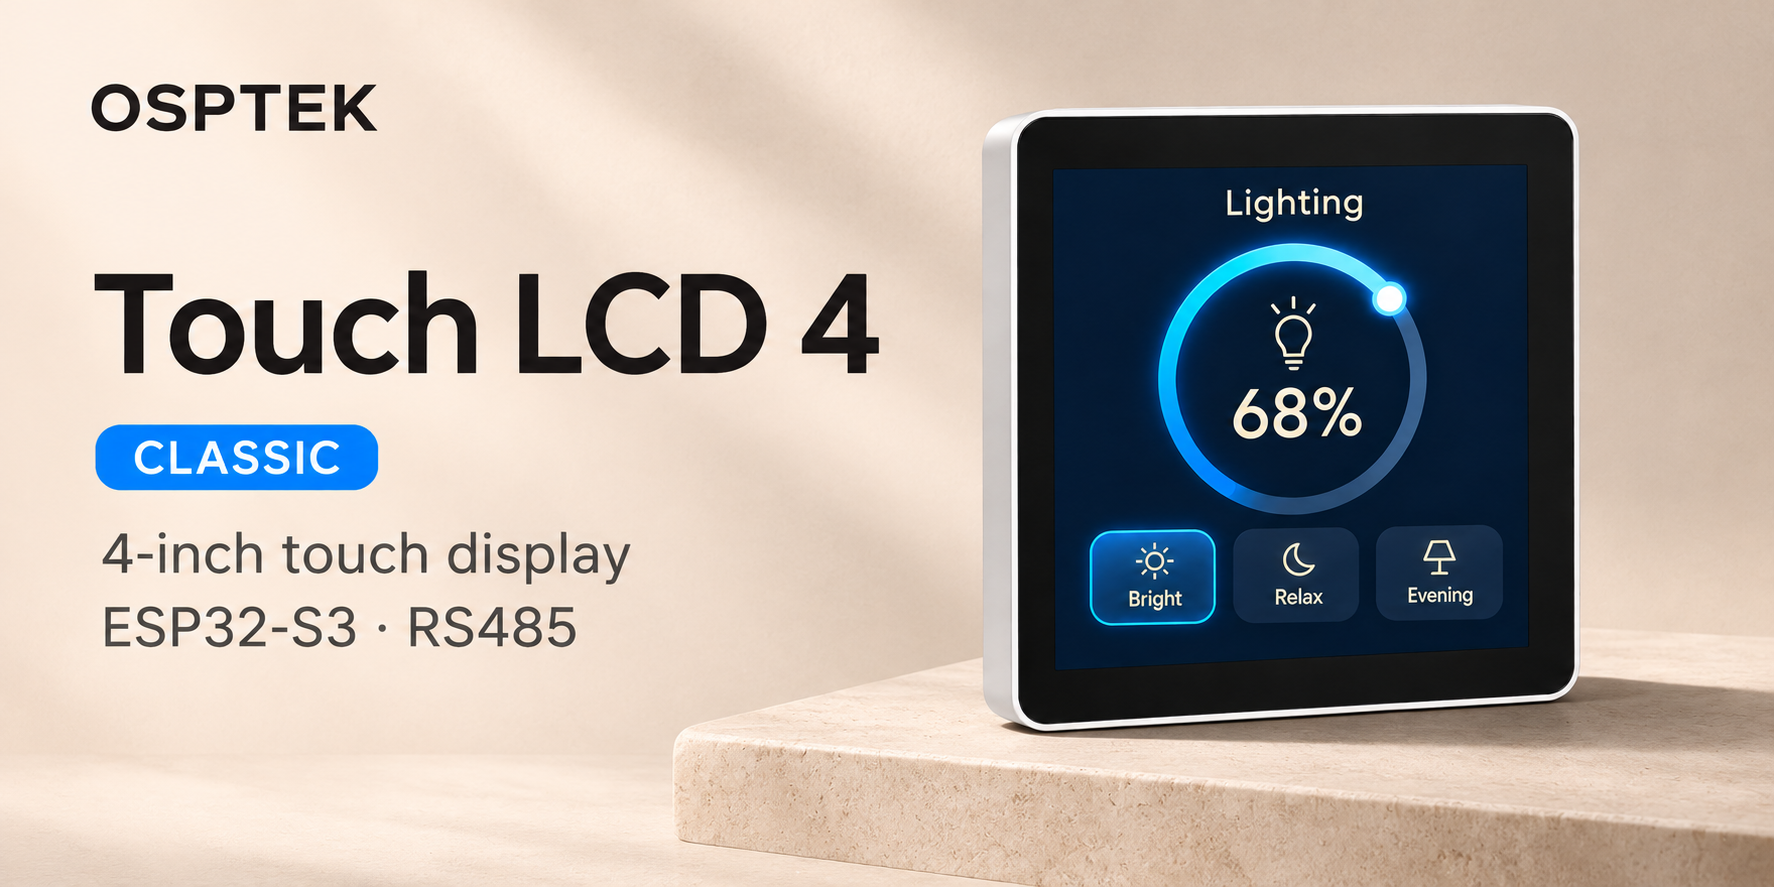 OSPTEK
Touch LCD 4
CLASSIC
4-inch touch display
ESP32-S3 · RS485
Lighting
68%
Bright
Relax
Evening